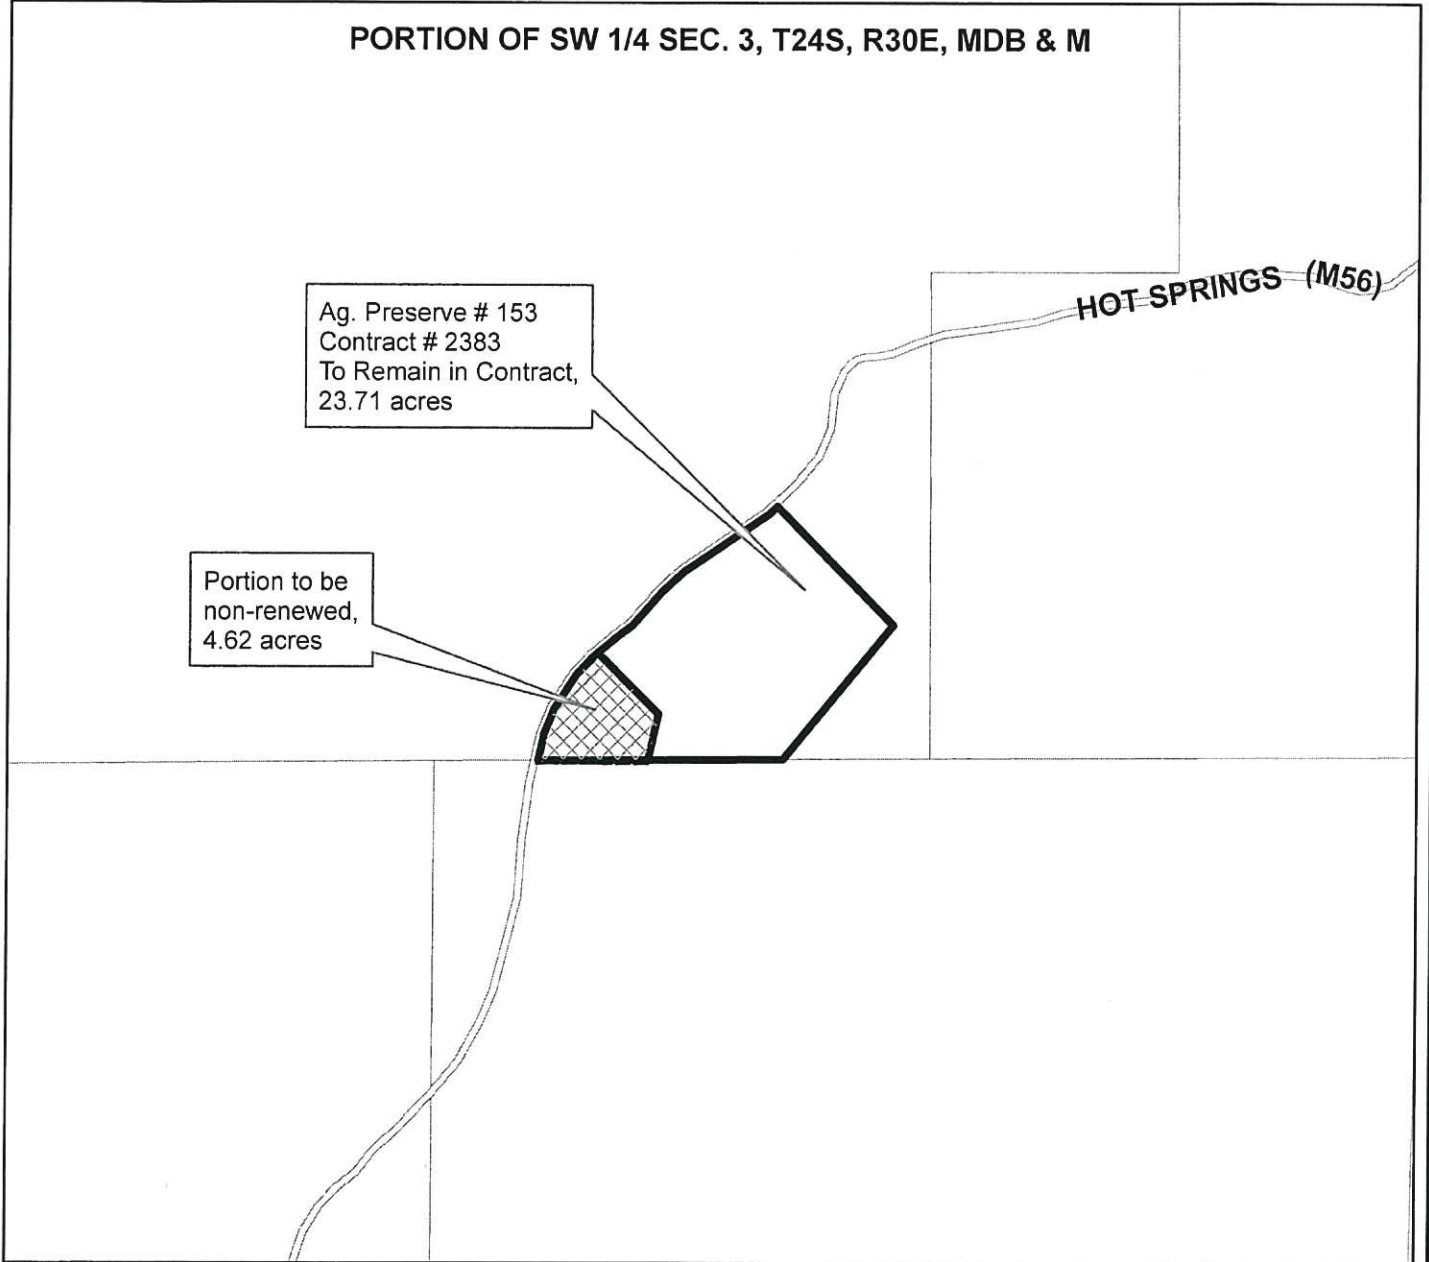 PORTION OF SW 1/4 SEC. 3, T24S, R30E, MDB & M
HOT SPRINGS (M56)
Ag. Preserve # 153
Contract # 2383
To Remain in Contract,
23.71 acres
Portion to be
non-renewed,
4.62 acres